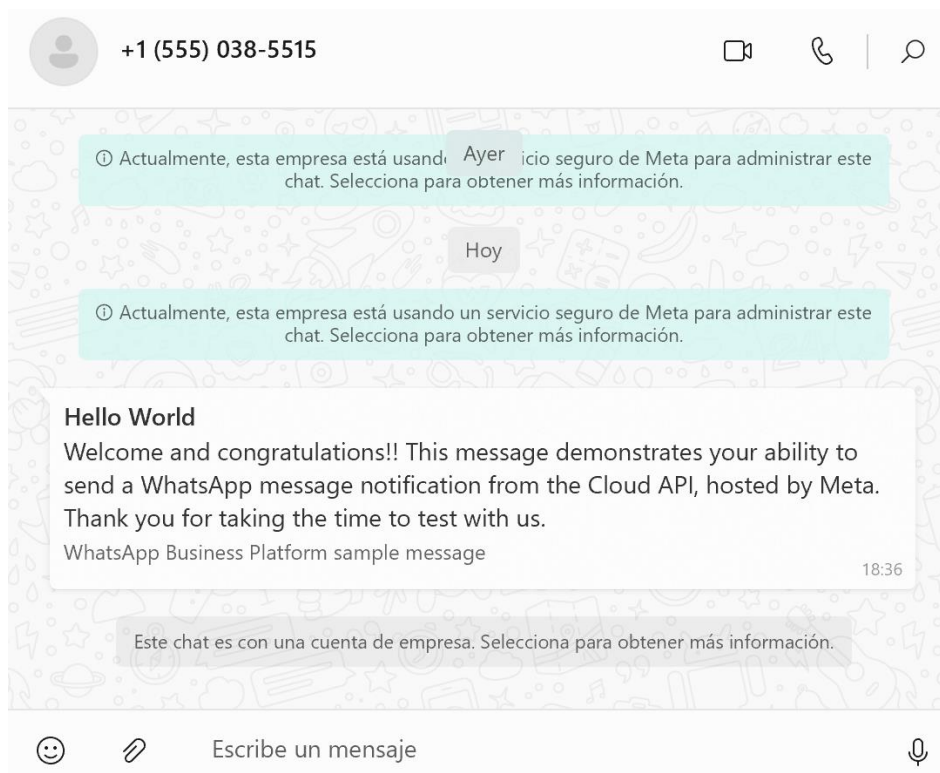 +1 (555) 038-5515
Actualmente, esta empresa está usando Ayer icio seguro de Meta para administrar este
chat. Selecciona para obtener más información.
Hoy
Actualmente, esta empresa está usando un servicio seguro de Meta para administrar este
chat. Selecciona para obtener más información.
Hello World
Welcome and congratulations!! This message demonstrates your ability to
send a WhatsApp message notification from the Cloud API, hosted by Meta.
Thank you for taking the time to test with us.
WhatsApp Business Platform sample message
18:36
Este chat es con una cuenta de empresa. Selecciona para obtener más información.
Escribe un mensaje